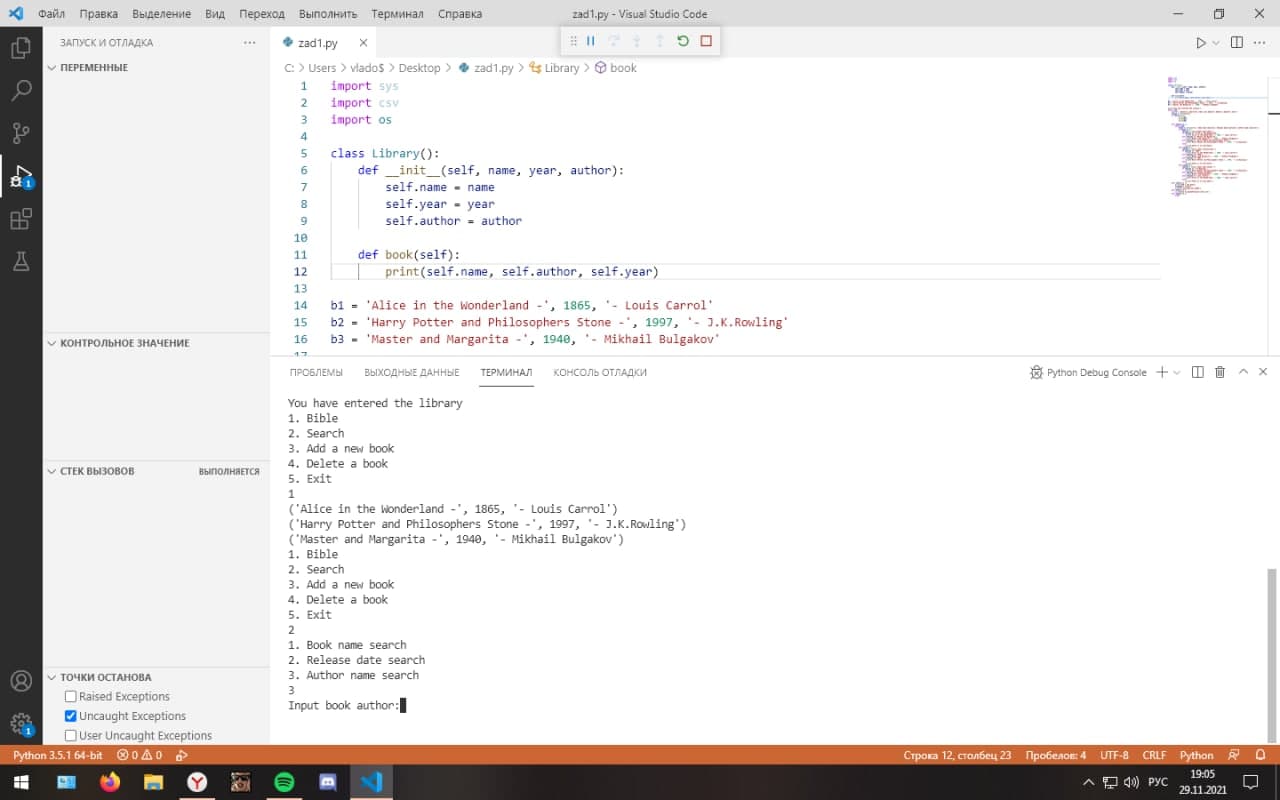 Файл Правка Выделение Вид Переход Выполнить Терминал Справка zad1.py - Visual Studio Code
ЗАПУСК И ОТЛАДКА
zad1.py
ПЕРЕМЕННЫЕ
C: > Users > vlado$ > Desktop > zad1.py > Library > book
1 import sys
2 import csv
3 import os
4
5 class Library():
6 def __init__(self, name, year, author):
7 self.name = name
8 self.year = year
9 self.author = author
10
11 def book(self):
12 print(self.name, self.author, self.year)
13
14 b1 = 'Alice in the Wonderland -', 1865, '- Louis Carrol'
15 b2 = 'Harry Potter and Philosophers Stone -', 1997, '- J.K.Rowling'
16 b3 = 'Master and Margarita -', 1940, '- Mikhail Bulgakov'
17
КОНТРОЛЬНОЕ ЗНАЧЕНИЕ
СТЕК ВЫЗОВОВ ВЫПОЛНЯЕТСЯ
ТОЧКИ ОСТАНОВА
Raised Exceptions
Uncaught Exceptions
User Uncaught Exceptions
ПРОБЛЕМЫ ВЫХОДНЫЕ ДАННЫЕ ТЕРМИНАЛ КОНСОЛЬ ОТЛАДКИ Python Debug Console
You have entered the library
1. Bible
2. Search
3. Add a new book
4. Delete a book
5. Exit
1
('Alice in the Wonderland -', 1865, '- Louis Carrol')
('Harry Potter and Philosophers Stone -', 1997, '- J.K.Rowling')
('Master and Margarita -', 1940, '- Mikhail Bulgakov')
1. Bible
2. Search
3. Add a new book
4. Delete a book
5. Exit
2
1. Book name search
2. Release date search
3. Author name search
3
Input book author:
1
1
Python 3.5.1 64-bit 0 0 Строка 12, столбец 23 Пробелов: 4 UTF-8 CRLF Python
РУС 19:05
29.11.2021